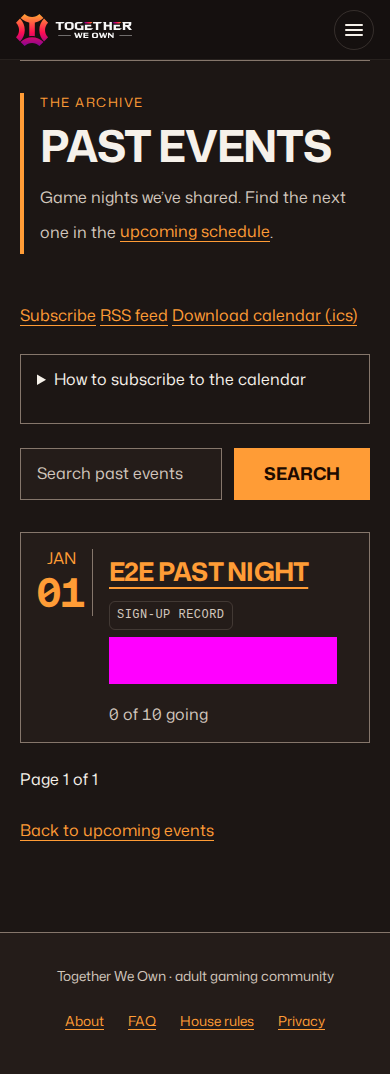 TOGETHER
WE OWN
THE ARCHIVE
PAST EVENTS
Game nights we've shared. Find the next
one in the upcoming schedule.
Subscribe RSS feed Download calendar (.ics)
How to subscribe to the calendar
Search past events
SEARCH
JAN
01
E2E PAST NIGHT
SIGN-UP RECORD
0 of 10 going
Page 1 of 1
Back to upcoming events
Together We Own · adult gaming community
About FAQ House rules Privacy